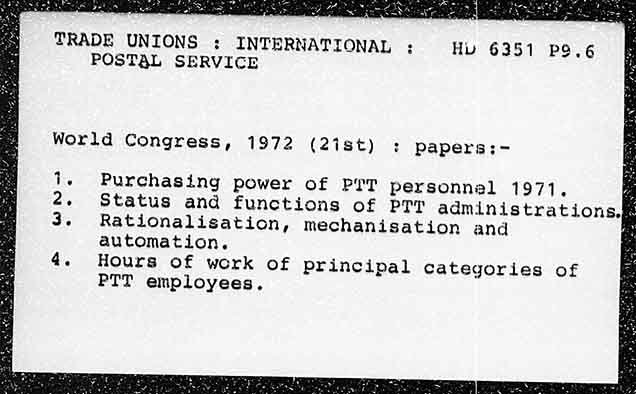 TRADE UNIONS : INTERNATIONAL : HD 6351 P9.6
POSTAL SERVICE
World Congress, 1972 (21st) : papers:-
1. Purchasing power of PTT personnel 1971.
2. Status and functions of PTT administrations.
3. Rationalisation, mechanisation and
automation.
4. Hours of work of principal categories of
PTT employees.